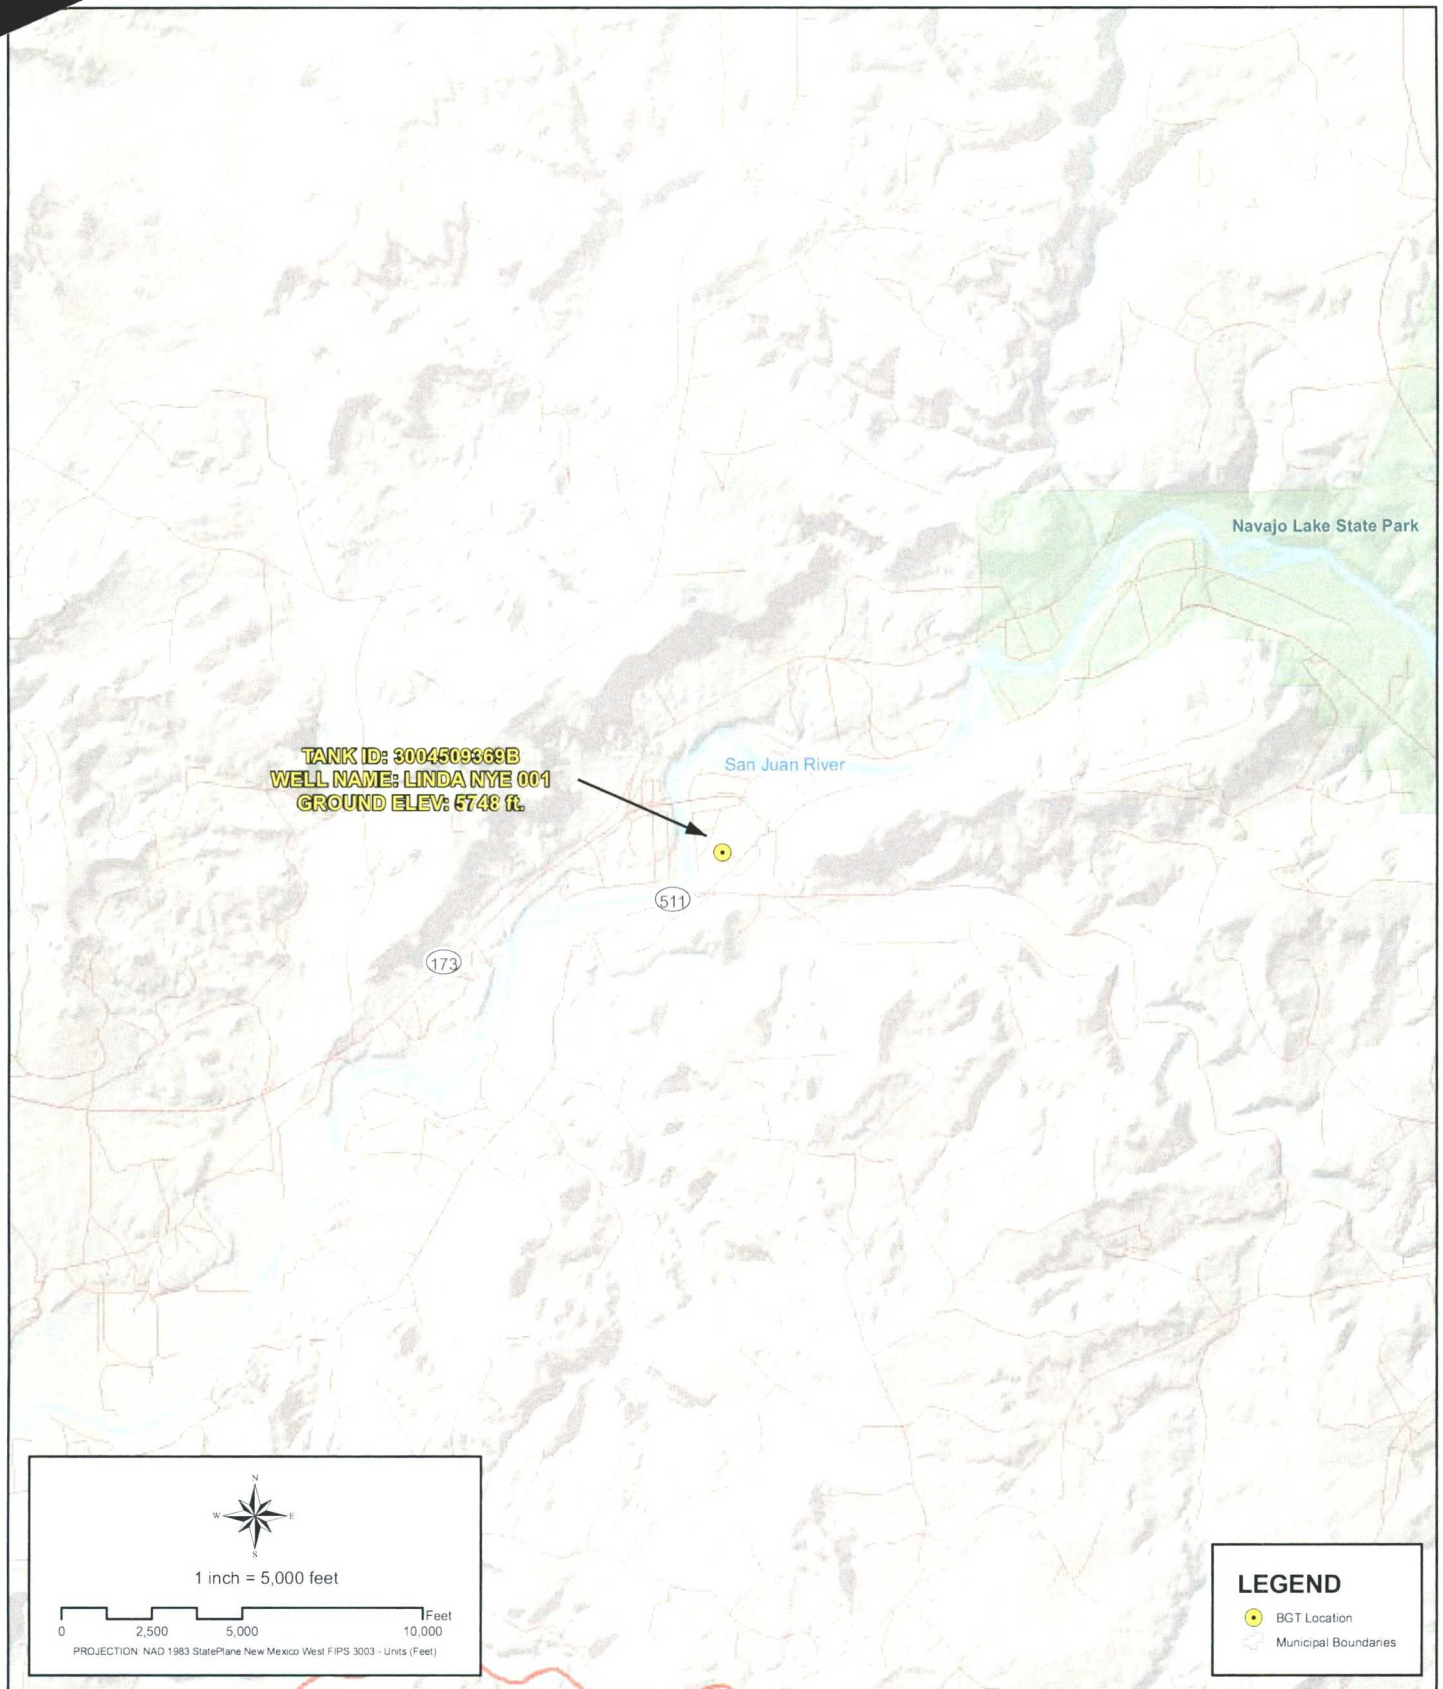 Navajo Lake State Park
TANK ID: 3004509369B
WELL NAME: LINDA NYE 001
GROUND ELEV: 5748 ft.
San Juan River
511
173
N
W E
S
1 inch = 5,000 feet
Feet
0 2,500 5,000 10,000
PROJECTION: NAD 1983 StatePlane New Mexico West FIPS 3003 - Units (Feet)
LEGEND
BGT Location
Municipal Boundaries